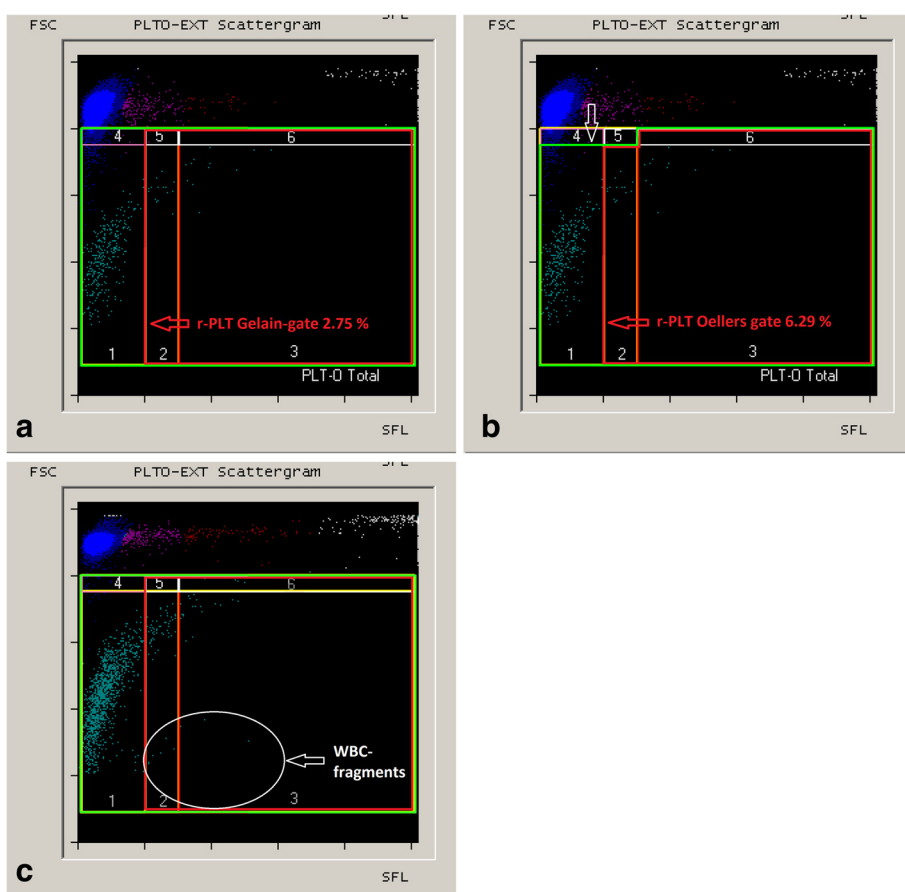 FSC PLTO-EXT Scattergram
4 5 6
r-PLT Gelain-gate 2.75 %
1 2 3
PLT-O Total
a
SFL
FSC PLTO-EXT Scattergram
4 5 6
r-PLT Oellers gate 6.29 %
1 2 3
PLT-O Total
b
SFL
FSC PLTO-EXT Scattergram
4 5 6
WBC-
fragments
1 2 3
c
SFL